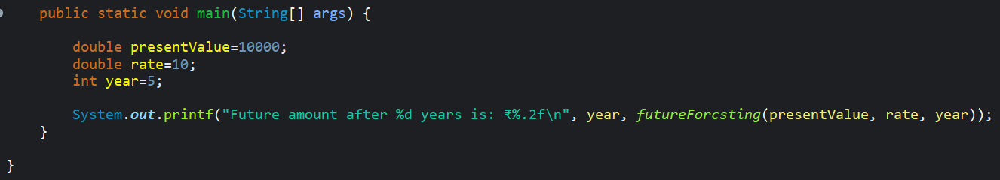 public static void main(String[] args) {
double presentValue=10000;
double rate=10;
int year=5;
System.out.printf("Future amount after %d years is: ₹%.2f\n", year, futureForcsting(presentValue, rate, year));
}
}